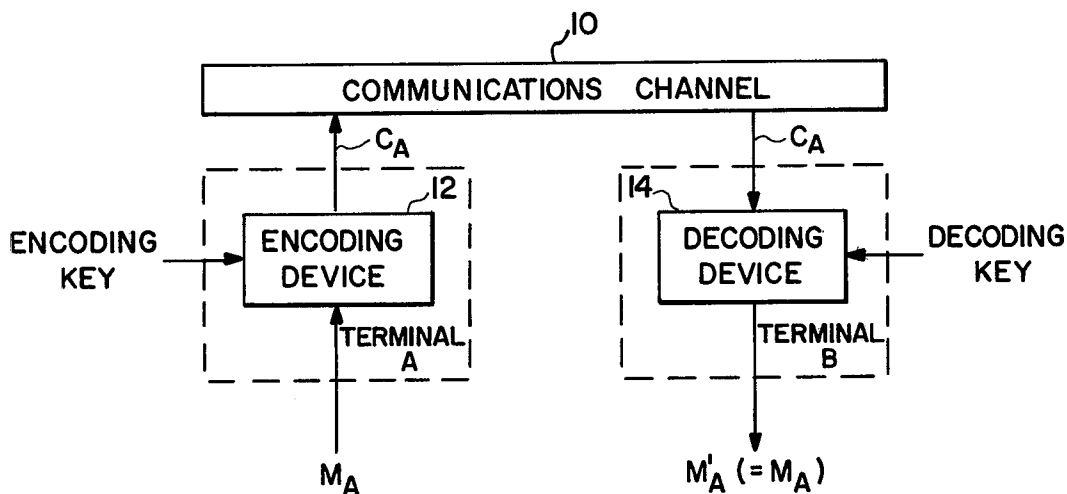 10
COMMUNICATIONS CHANNEL
C_A
C_A
12
14
ENCODING
KEY
ENCODING
DEVICE
DECODING
DEVICE
DECODING
KEY
TERMINAL
A
TERMINAL
B
M_A
M'_A (= M_A)